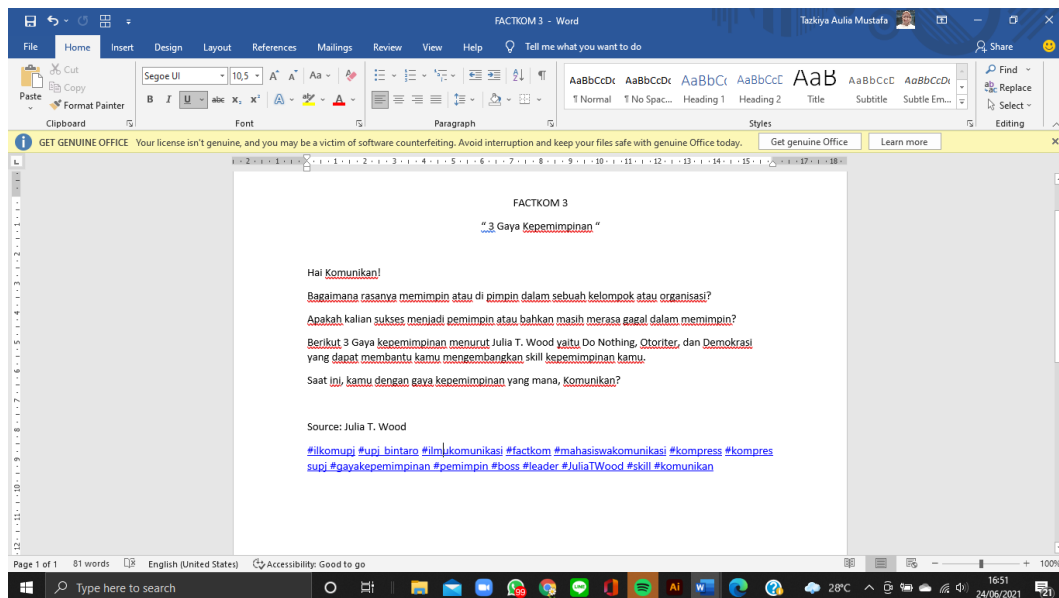 FACTKOM 3 - Word
Tazkiya Aulia Mustafa
File Home Insert Design Layout References Mailings Review View Help Tell me what you want to do Share
Paste
Cut
Copy
Format Painter
Clipboard
Segoe UI 10,5
Font
Paragraph
AaBbCcDc AaBbCcDc AaBbCc AaBbCcE AaB AaBbCcC AaBbCcDc
¶ Normal ¶ No Spac... Heading 1 Heading 2 Title Subtitle Subtle Em...
Styles
Find
Replace
Select
Editing
GET GENUINE OFFICE Your license isn't genuine, and you may be a victim of software counterfeiting. Avoid interruption and keep your files safe with genuine Office today. Get genuine Office Learn more
FACTKOM 3
“ 3 Gaya Kepemimpinan “
Hai Komunikan!
Bagaimana rasanya memimpin atau di pimpin dalam sebuah kelompok atau organisasi?
Apakah kalian sukses menjadi pemimpin atau bahkan masih merasa gagal dalam memimpin?
Berikut 3 Gaya kepemimpinan menurut Julia T. Wood yaitu Do Nothing, Otoriter, dan Demokrasi
yang dapat membantu kamu mengembangkan skill kepemimpinan kamu.
Saat ini, kamu dengan gaya kepemimpinan yang mana, Komunikan?
Source: Julia T. Wood
#ilkomupj #upj_bintaro #ilmukomunikasi #factkom #mahasiswakomunikasi #kompress #kompres
supj #gayakepemimpinan #pemimpin #boss #leader #JuliaTWood #skill #komunikan
Page 1 of 1 81 words English (United States) Accessibility: Good to go 100%
Type here to search
28°C
16:51
24/06/2021